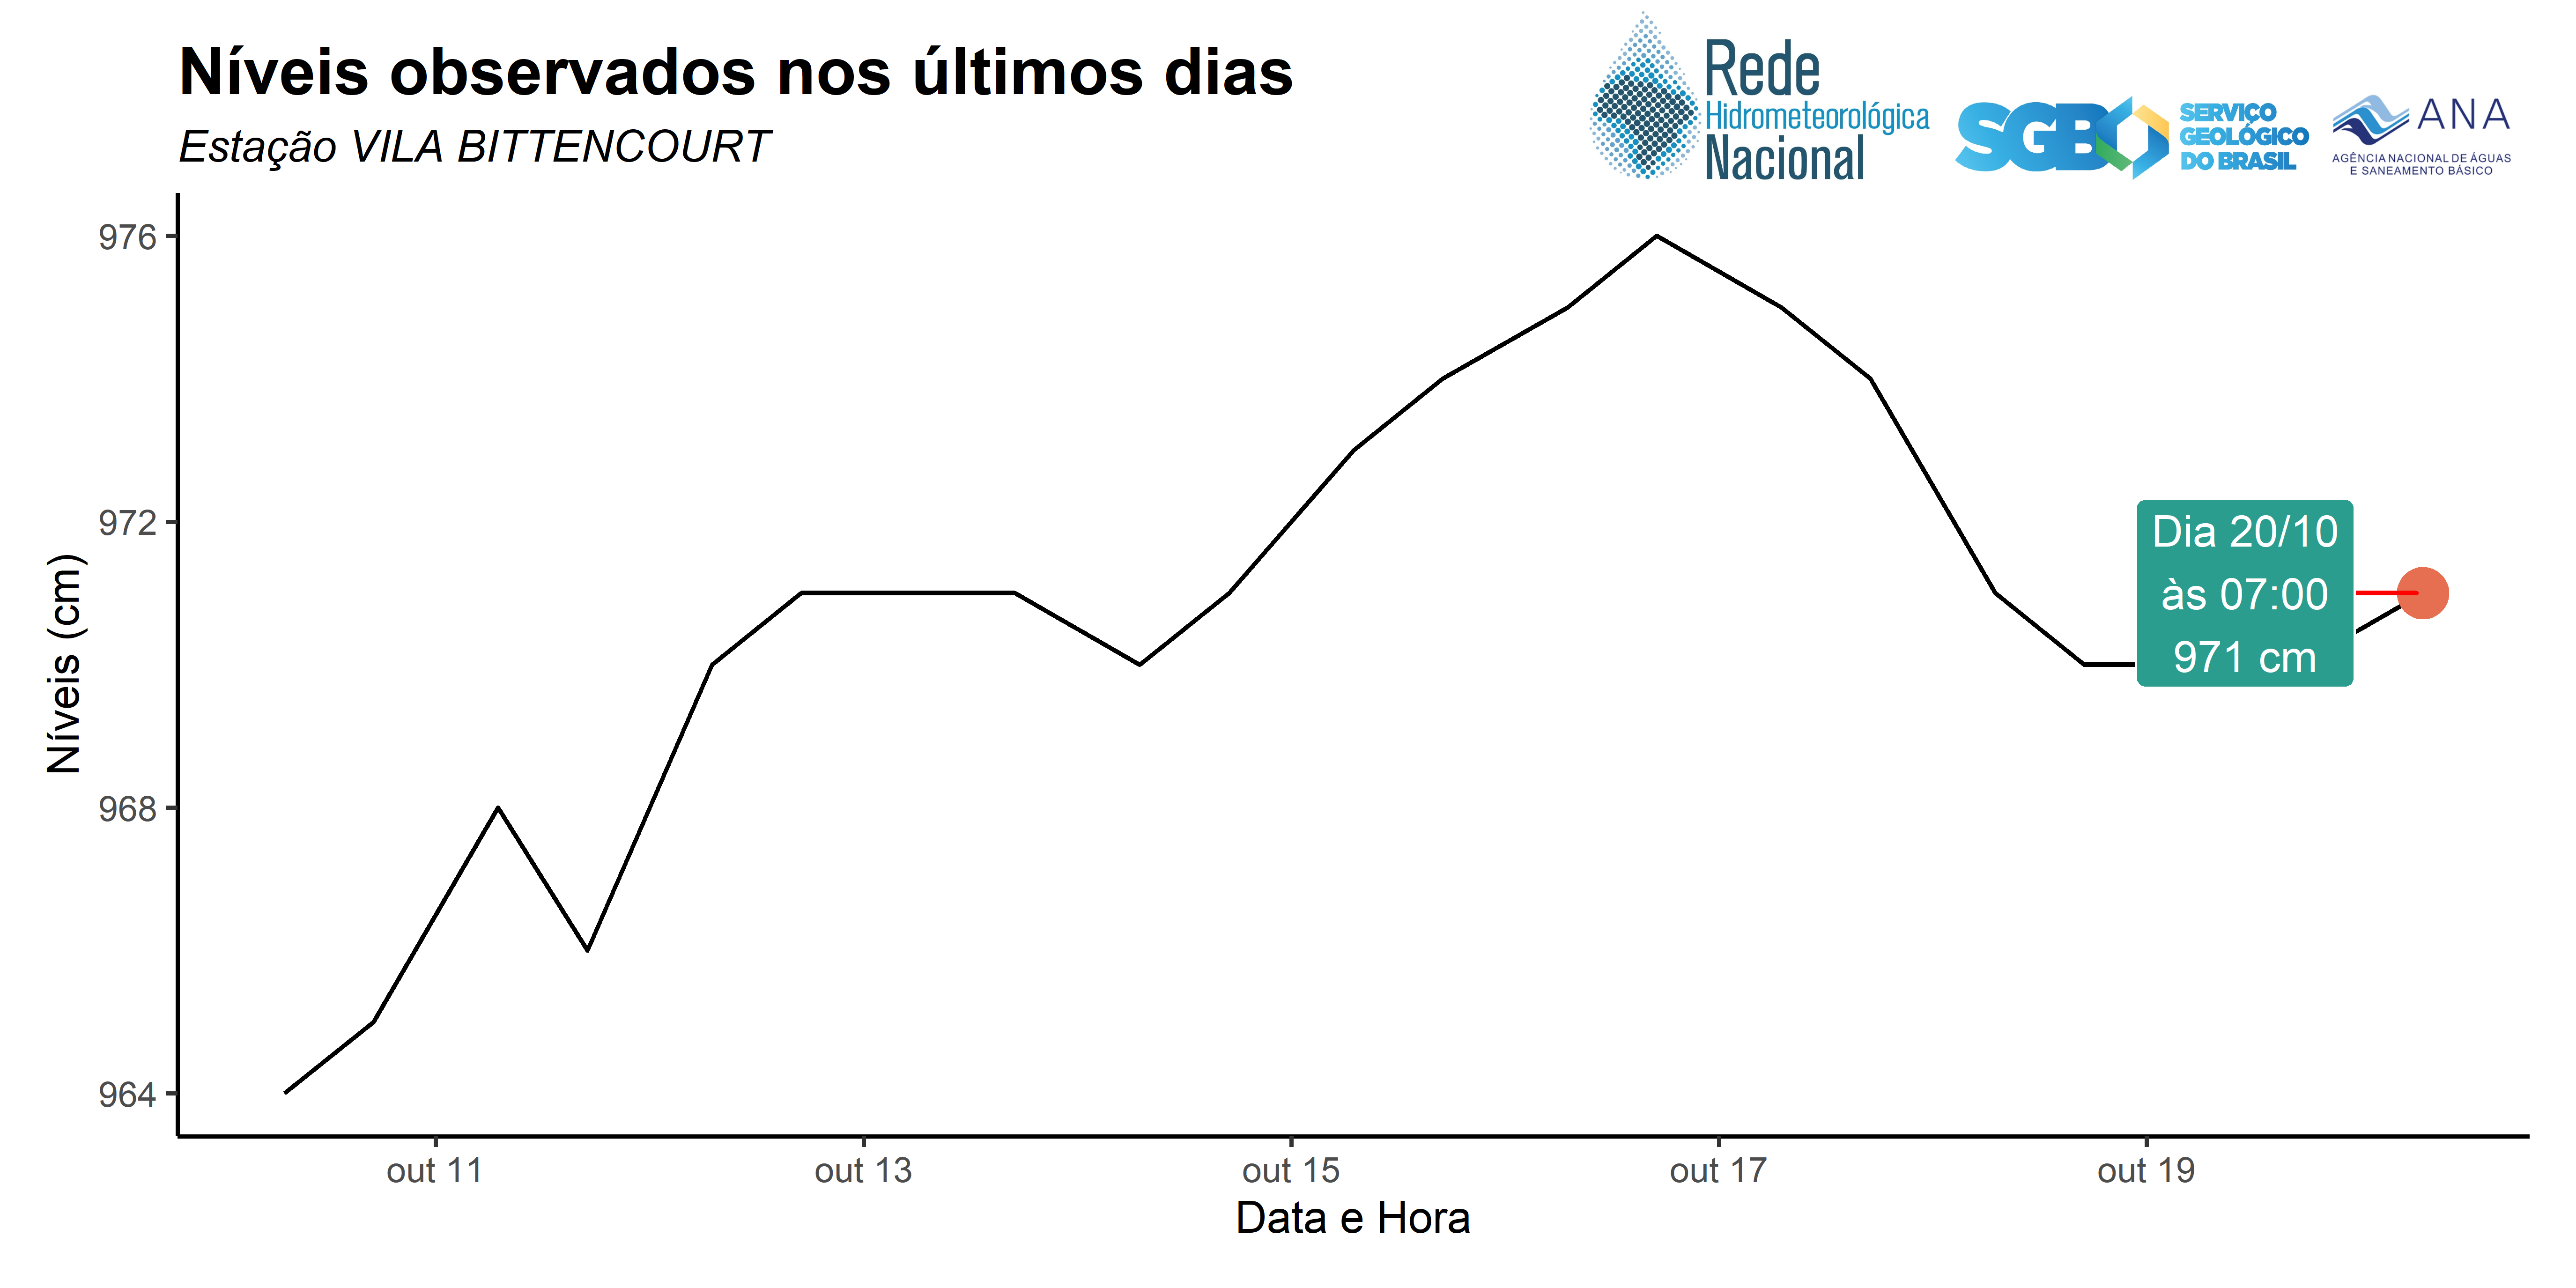 Níveis observados nos últimos dias
Estação VILA BITTENCOURT
Rede
Hidrometeorológica
Nacional
SGB
SERVIÇO
GEOLÓGICO
DO BRASIL
ANA
AGÊNCIA NACIONAL DE ÁGUAS
E SANEAMENTO BÁSICO
Níveis (cm)
976
972
968
964
Dia 20/10
às 07:00
971 cm
out 11
out 13
out 15
out 17
out 19
Data e Hora